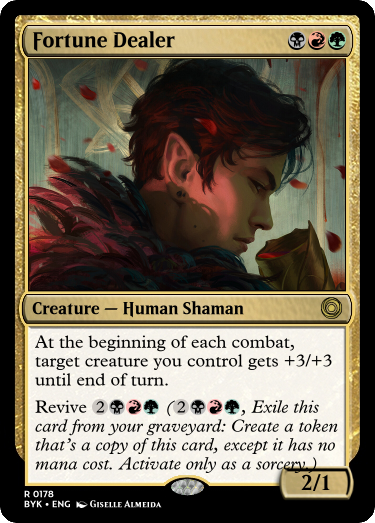 Fortune Dealer
Creature — Human Shaman
At the beginning of each combat,
target creature you control gets +3/+3
until end of turn.
Revive 2 (2, Exile this
card from your graveyard: Create a token
that's a copy of this card, except it has no
mana cost. Activate only as a sorcery.)
2/1
R 0178
BYK • ENG Giselle Almeida